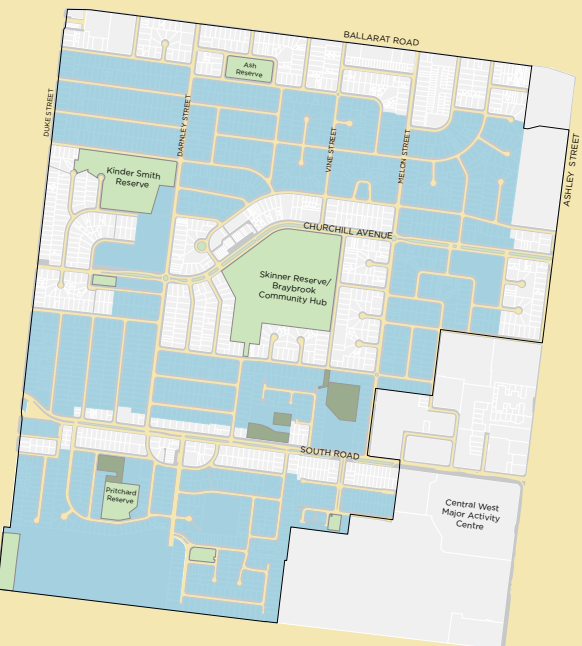 BALLARAT ROAD
Ash
Reserve
DUKE STREET
DARNLEY STREET
VINE STREET
MELON STREET
ASHLEY STREET
Kinder Smith
Reserve
CHURCHILL AVENUE
Skinner Reserve/
Braybrook
Community Hub
SOUTH ROAD
Pritchard
Reserve
Central West
Major Activity
Centre